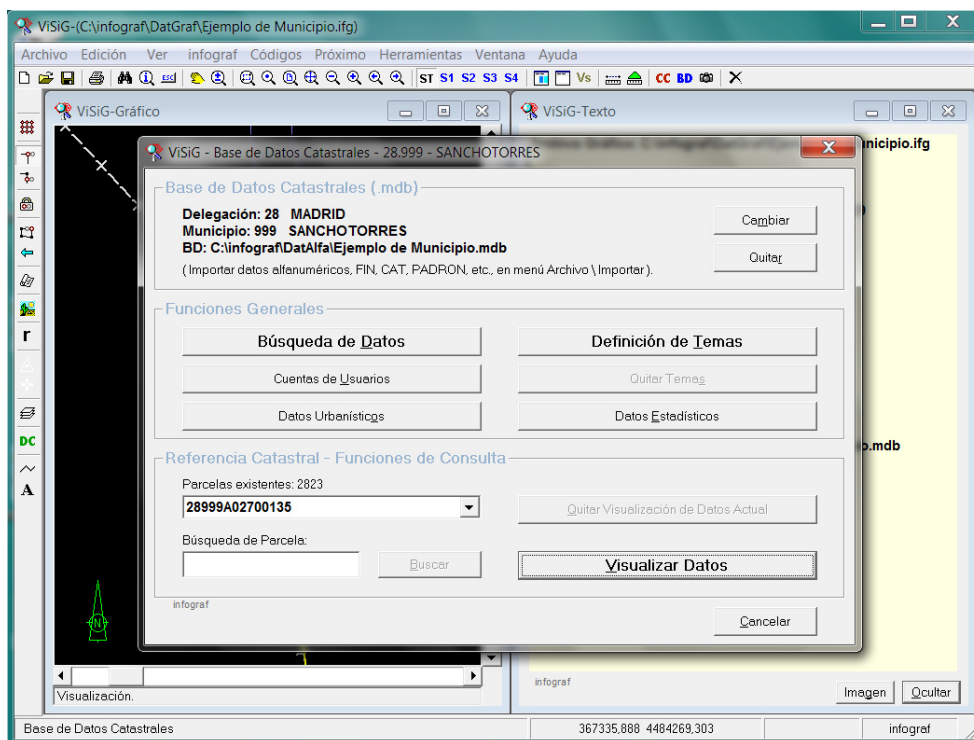 ViSiG-(C:\infograf\DatGraf\Ejemplo de Municipio.ifg)
Archivo Edición Ver infograf Códigos Próximo Herramientas Ventana Ayuda
ESC ST S1 S2 S3 S4 Vs CC BD
ViSiG-Gráfico
ViSiG-Texto
nicipio.ifg
ViSiG - Base de Datos Catastrales - 28.999 - SANCHOTORRES
Base de Datos Catastrales (.mdb)
Delegación: 28 MADRID
Municipio: 999 SANCHOTORRES
BD: C:\infograf\DatAlfa\Ejemplo de Municipio.mdb
( Importar datos alfanuméricos, FIN, CAT, PADRON, etc., en menú Archivo \ Importar ).
Cambiar
Quitar
Funciones Generales
Búsqueda de Datos
Definición de Temas
Cuentas de Usuarios
Quitar Temas
Datos Urbanísticos
Datos Estadísticos
o.mdb
Referencia Catastral - Funciones de Consulta
Parcelas existentes: 2823
28999A02700135
Quitar Visualización de Datos Actual
Búsqueda de Parcela:
Buscar
Visualizar Datos
infograf
Cancelar
r
DC
A
N
Visualización.
infograf
Imagen
Ocultar
Base de Datos Catastrales
367335,888 4484269,303
infograf